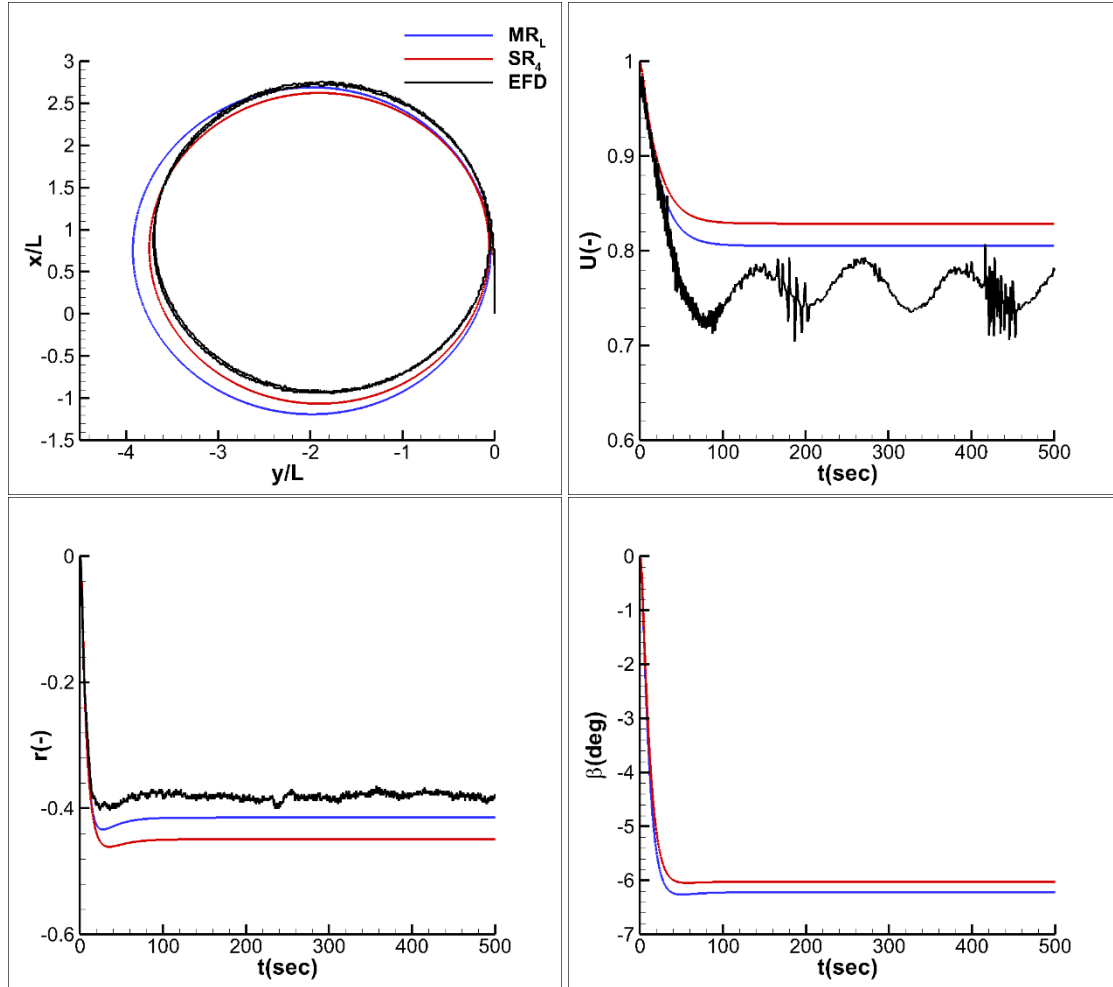 MR_L
SR_4
EFD
3
2.5
2
1.5
1
0.5
0
-0.5
-1
-1.5
x/L
-4 -3 -2 -1 0
y/L
1
0.9
0.8
0.7
0.6
U(-)
0 100 200 300 400 500
t(sec)
0
-0.2
-0.4
-0.6
r(-)
0 100 200 300 400 500
t(sec)
0
-1
-2
-3
-4
-5
-6
-7
β(deg)
0 100 200 300 400 500
t(sec)